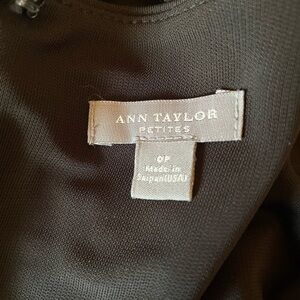 ANN TAYLOR
PETITES
0P
Made in
Saipan(USA)